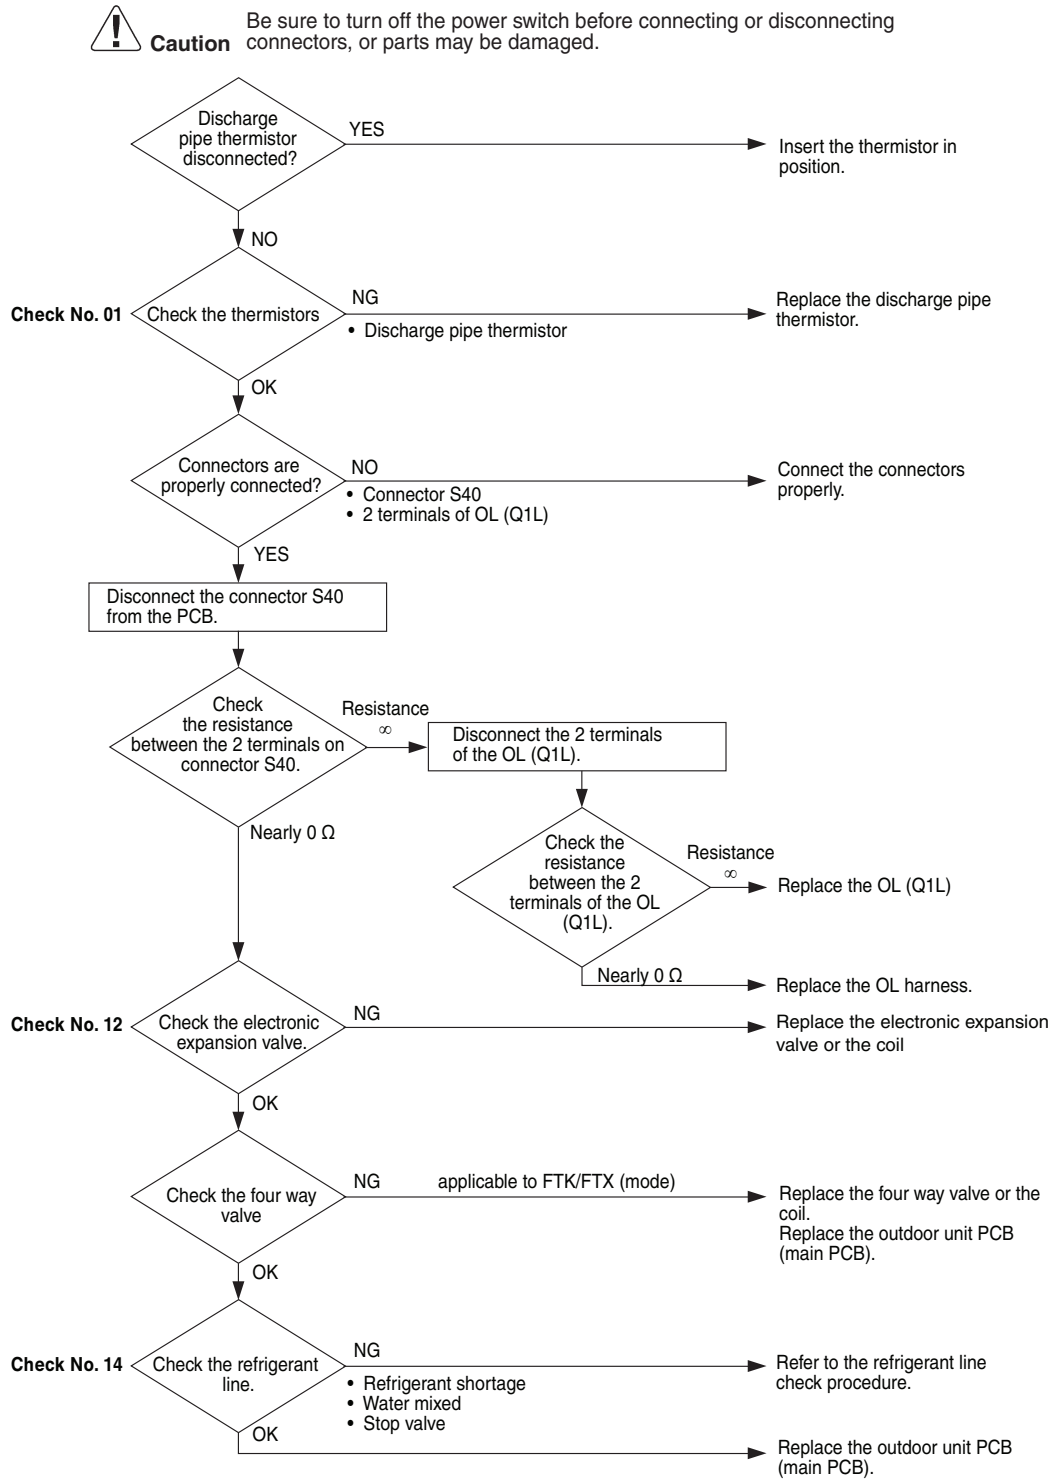 Be sure to turn off the power switch before connecting or disconnecting
Caution connectors, or parts may be damaged.
Discharge
pipe thermistor
disconnected?
YES
Insert the thermistor in
position.
NO
Check No. 01
Check the thermistors
NG
• Discharge pipe thermistor
Replace the discharge pipe
thermistor.
OK
Connectors are
properly connected?
NO
• Connector S40
• 2 terminals of OL (Q1L)
Connect the connectors
properly.
YES
Disconnect the connector S40
from the PCB.
Check
the resistance
between the 2 terminals on
connector S40.
Resistance
∞
Disconnect the 2 terminals
of the OL (Q1L).
Nearly 0 Ω
Check the
resistance
between the 2
terminals of the OL
(Q1L).
Resistance
∞
Replace the OL (Q1L)
Nearly 0 Ω
Replace the OL harness.
Check No. 12
Check the electronic
expansion valve.
NG
Replace the electronic expansion
valve or the coil
OK
Check the four way
valve
NG
applicable to FTK/FTX (mode)
Replace the four way valve or the
coil.
Replace the outdoor unit PCB
(main PCB).
OK
Check No. 14
Check the refrigerant
line.
NG
• Refrigerant shortage
• Water mixed
• Stop valve
Refer to the refrigerant line
check procedure.
OK
Replace the outdoor unit PCB
(main PCB).